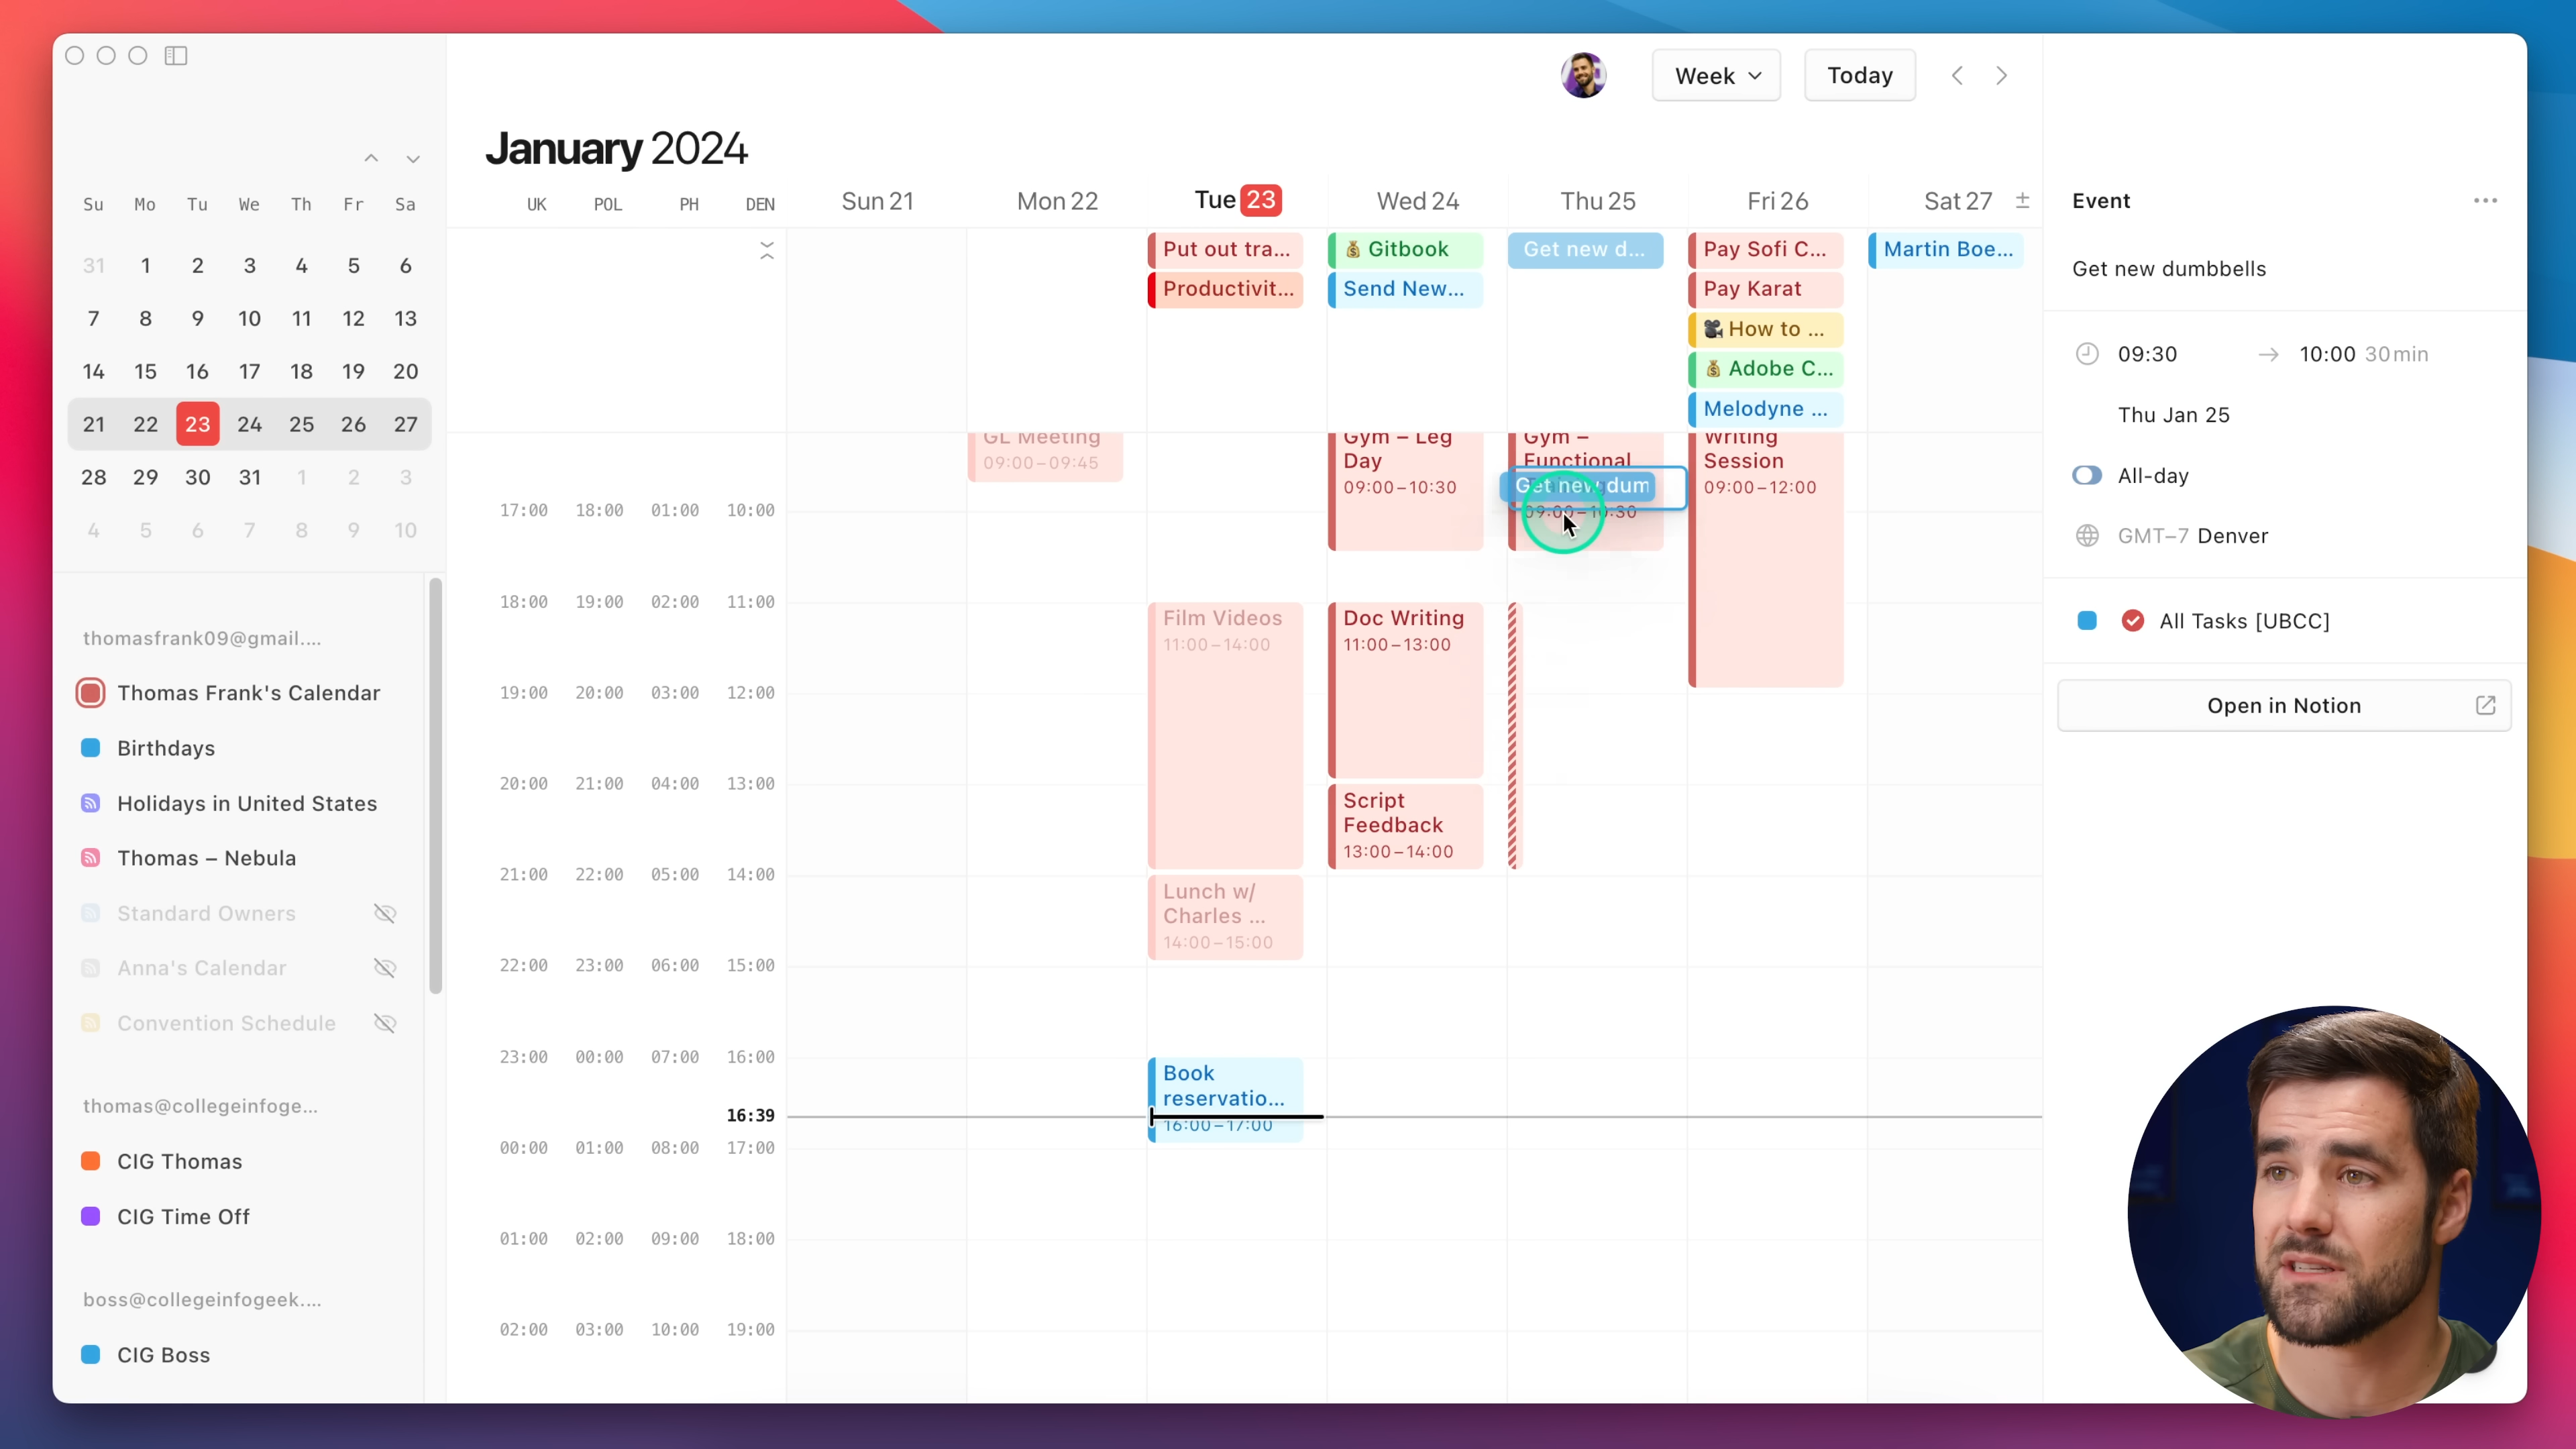 Week
Today
January 2024
Su Mo Tu We Th Fr Sa
31 1 2 3 4 5 6
7 8 9 10 11 12 13
14 15 16 17 18 19 20
21 22 23 24 25 26 27
28 29 30 31 1 2 3
4 5 6 7 8 9 10
thomasfrank09@gmail....
Thomas Frank's Calendar
Birthdays
Holidays in United States
Thomas – Nebula
Standard Owners
Anna's Calendar
Convention Schedule
thomas@collegeinfoge...
CIG Thomas
CIG Time Off
boss@collegeinfogeek....
CIG Boss
UK POL PH DEN
Sun 21 Mon 22 Tue 23 Wed 24 Thu 25 Fri 26 Sat 27
Put out tra...
Productivit...
Gitbook
Send New...
Get new d...
Pay Sofi C...
Pay Karat
How to ...
Adobe C...
Melodyne ...
Martin Boe...
17:00 18:00 01:00 10:00
18:00 19:00 02:00 11:00
19:00 20:00 03:00 12:00
20:00 21:00 04:00 13:00
21:00 22:00 05:00 14:00
22:00 23:00 06:00 15:00
23:00 00:00 07:00 16:00
16:39
00:00 01:00 08:00 17:00
01:00 02:00 09:00 18:00
02:00 03:00 10:00 19:00
GL Meeting
09:00–09:45
Film Videos
11:00–14:00
Lunch w/
Charles ...
14:00–15:00
Book
reservatio...
16:00–17:00
Gym – Leg
Day
09:00–10:30
Doc Writing
11:00–13:00
Script
Feedback
13:00–14:00
Gym –
Functional
Get new dum
09:00–10:30
Writing
Session
09:00–12:00
Event
Get new dumbbells
09:30 → 10:00 30min
Thu Jan 25
All-day
GMT–7 Denver
All Tasks [UBCC]
Open in Notion